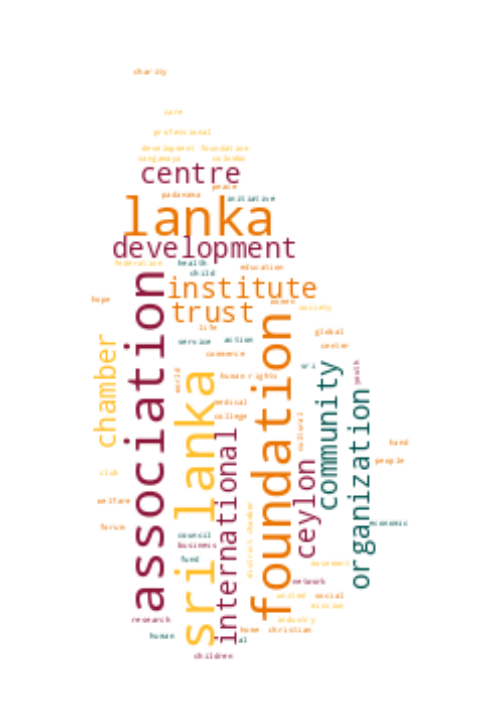 charity
care
professional
development foundation
sangamaya colombo
centre
peace
padanama
initiative
lanka
development
federation health
education
child
institute
hope
women
society
trust
life
global
service action
center
commerce
sri
chamber
association
sri lanka
world
human rights
youth
foundation
community
medical
college
national
organization
international
ceylon
hand
people
club
welfare
forum
economic
district chamber
council
business
fund
movement
network
united social
mission
research
industry
human
home christian
al
children